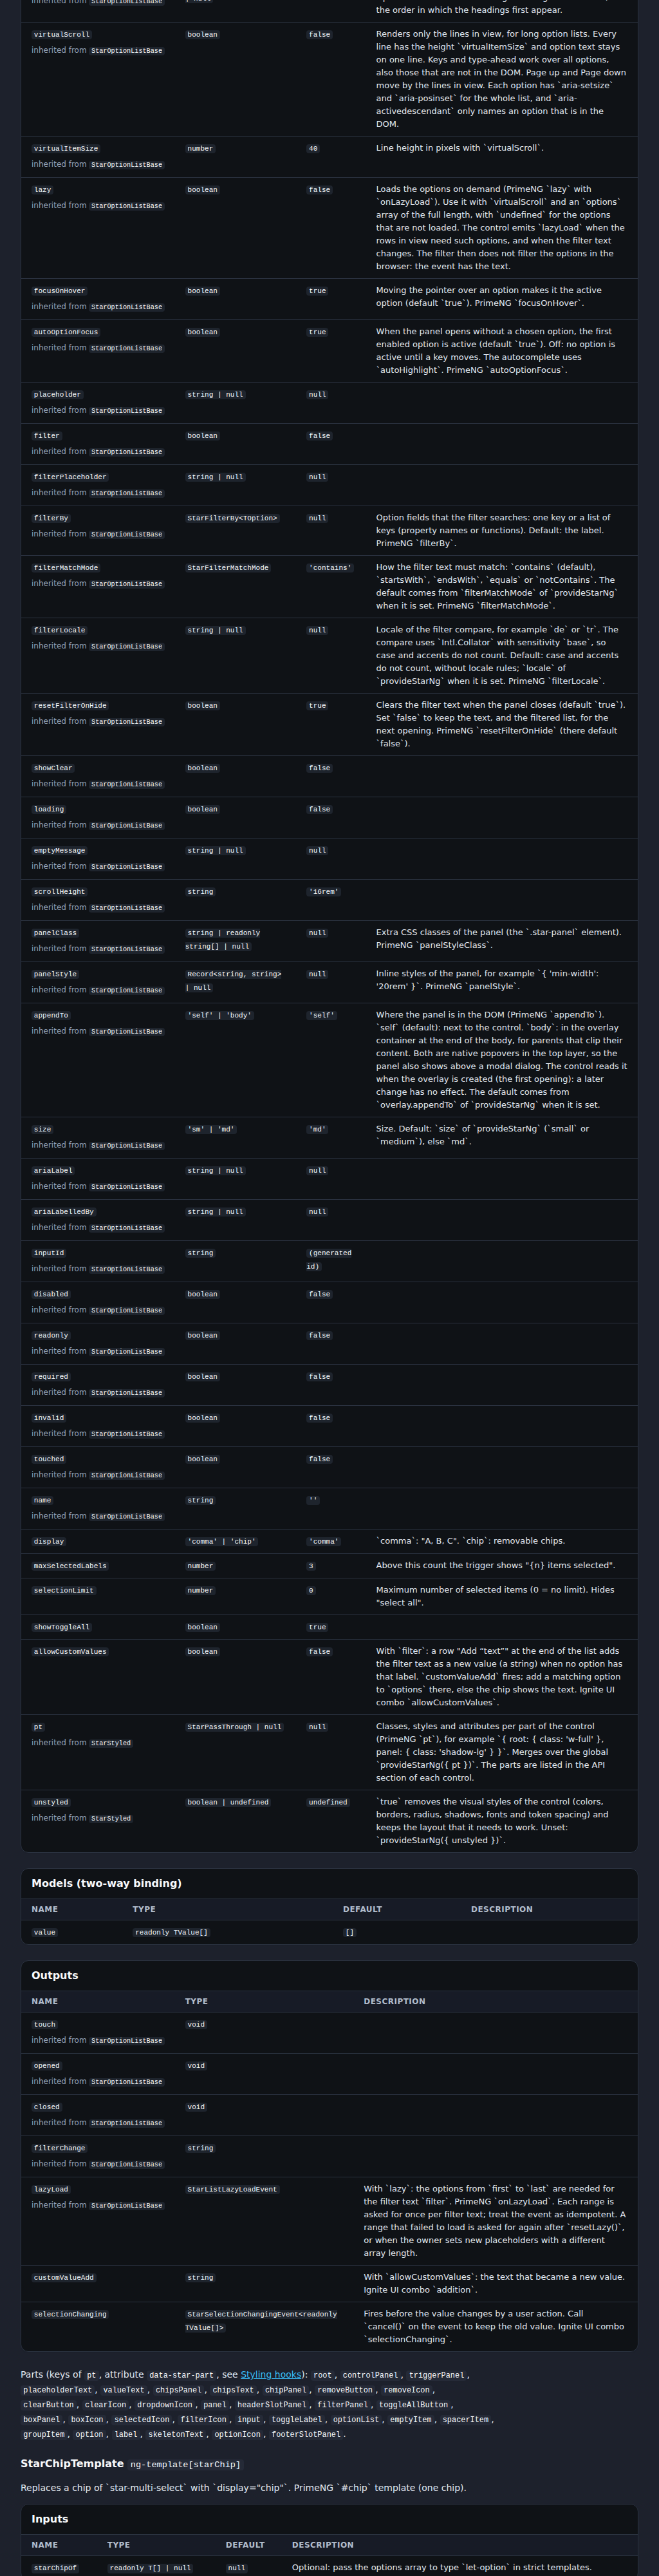 the order in which the headings first appear.
virtualScroll boolean false Renders only the lines in view, for long option lists. Every
inherited from StarOptionListBase line has the height `virtualItemSize` and option text stays
on one line. Keys and type-ahead work over all options,
also those that are not in the DOM. Page up and Page down
move by the lines in view. Each option has `aria-setsize`
and `aria-posinset` for the whole list, and `aria-
activedescendant` only names an option that is in the
DOM.
virtualItemSize number 40 Line height in pixels with `virtualScroll`.
inherited from StarOptionListBase
lazy boolean false Loads the options on demand (PrimeNG `lazy` with
inherited from StarOptionListBase `onLazyLoad`). Use it with `virtualScroll` and an `options`
array of the full length, with `undefined` for the options
that are not loaded. The control emits `lazyLoad` when the
rows in view need such options, and when the filter text
changes. The filter then does not filter the options in the
browser: the event has the text.
focusOnHover boolean true Moving the pointer over an option makes it the active
inherited from StarOptionListBase option (default `true`). PrimeNG `focusOnHover`.
autoOptionFocus boolean true When the panel opens without a chosen option, the first
inherited from StarOptionListBase enabled option is active (default `true`). Off: no option is
active until a key moves. The autocomplete uses
`autoHighlight`. PrimeNG `autoOptionFocus`.
placeholder string | null null
inherited from StarOptionListBase
filter boolean false
inherited from StarOptionListBase
filterPlaceholder string | null null
inherited from StarOptionListBase
filterBy StarFilterBy<TOption> null Option fields that the filter searches: one key or a list of
inherited from StarOptionListBase keys (property names or functions). Default: the label.
PrimeNG `filterBy`.
filterMatchMode StarFilterMatchMode 'contains' How the filter text must match: `contains` (default),
inherited from StarOptionListBase `startsWith`, `endsWith`, `equals` or `notContains`. The
default comes from `filterMatchMode` of `provideStarNg`
when it is set. PrimeNG `filterMatchMode`.
filterLocale string | null null Locale of the filter compare, for example `de` or `tr`. The
inherited from StarOptionListBase compare uses `Intl.Collator` with sensitivity `base`, so
case and accents do not count. Default: case and accents
do not count, without locale rules; `locale` of
`provideStarNg` when it is set. PrimeNG `filterLocale`.
resetFilterOnHide boolean true Clears the filter text when the panel closes (default `true`).
inherited from StarOptionListBase Set `false` to keep the text, and the filtered list, for the
next opening. PrimeNG `resetFilterOnHide` (there default
`false`).
showClear boolean false
inherited from StarOptionListBase
loading boolean false
inherited from StarOptionListBase
emptyMessage string | null null
inherited from StarOptionListBase
scrollHeight string '16rem'
inherited from StarOptionListBase
panelClass string | readonly null Extra CSS classes of the panel (the `.star-panel` element).
inherited from StarOptionListBase string[] | null PrimeNG `panelStyleClass`.
panelStyle Record<string, string> null Inline styles of the panel, for example `{ 'min-width':
inherited from StarOptionListBase | null '20rem' }`. PrimeNG `panelStyle`.
appendTo 'self' | 'body' 'self' Where the panel is in the DOM (PrimeNG `appendTo`).
inherited from StarOptionListBase `self` (default): next to the control. `body`: in the overlay
container at the end of the body, for parents that clip their
content. Both are native popovers in the top layer, so the
panel also shows above a modal dialog. The control reads it
when the overlay is created (the first opening): a later
change has no effect. The default comes from
`overlay.appendTo` of `provideStarNg` when it is set.
size 'sm' | 'md' 'md' Size. Default: `size` of `provideStarNg` (`small` or
inherited from StarOptionListBase `medium`), else `md`.
ariaLabel string | null null
inherited from StarOptionListBase
ariaLabelledBy string | null null
inherited from StarOptionListBase
inputId string (generated
inherited from StarOptionListBase id)
disabled boolean false
inherited from StarOptionListBase
readonly boolean false
inherited from StarOptionListBase
required boolean false
inherited from StarOptionListBase
invalid boolean false
inherited from StarOptionListBase
touched boolean false
inherited from StarOptionListBase
name string ''
inherited from StarOptionListBase
display 'comma' | 'chip' 'comma' `comma`: "A, B, C". `chip`: removable chips.
maxSelectedLabels number 3 Above this count the trigger shows "{n} items selected".
selectionLimit number 0 Maximum number of selected items (0 = no limit). Hides
"select all".
showToggleAll boolean true
allowCustomValues boolean false With `filter`: a row "Add “text”" at the end of the list adds
the filter text as a new value (a string) when no option has
that label. `customValueAdd` fires; add a matching option
to `options` there, else the chip shows the text. Ignite UI
combo `allowCustomValues`.
pt StarPassThrough | null null Classes, styles and attributes per part of the control
inherited from StarStyled (PrimeNG `pt`), for example `{ root: { class: 'w-full' },
panel: { class: 'shadow-lg' } }`. Merges over the global
`provideStarNg({ pt })`. The parts are listed in the API
section of each control.
unstyled boolean | undefined undefined `true` removes the visual styles of the control (colors,
inherited from StarStyled borders, radius, shadows, fonts and token spacing) and
keeps the layout that it needs to work. Unset:
`provideStarNg({ unstyled })`.
Models (two-way binding)
NAME TYPE DEFAULT DESCRIPTION
value readonly TValue[] []
Outputs
NAME TYPE DESCRIPTION
touch void
inherited from StarOptionListBase
opened void
inherited from StarOptionListBase
closed void
inherited from StarOptionListBase
filterChange string
inherited from StarOptionListBase
lazyLoad StarListLazyLoadEvent With `lazy`: the options from `first` to `last` are needed for
inherited from StarOptionListBase the filter text `filter`. PrimeNG `onLazyLoad`. Each range is
asked for once per filter text; treat the event as idempotent. A
range that failed to load is asked for again after `resetLazy()`,
or when the owner sets new placeholders with a different
array length.
customValueAdd string With `allowCustomValues`: the text that became a new value.
Ignite UI combo `addition`.
selectionChanging StarSelectionChangingEvent<readonly Fires before the value changes by a user action. Call
TValue[]> `cancel()` on the event to keep the old value. Ignite UI combo
`selectionChanging`.
Parts (keys of pt, attribute data-star-part, see Styling hooks): root, controlPanel, triggerPanel,
placeholderText, valueText, chipsPanel, chipsText, chipPanel, removeButton, removeIcon,
clearButton, clearIcon, dropdownIcon, panel, headerSlotPanel, filterPanel, toggleAllButton,
boxPanel, boxIcon, selectedIcon, filterIcon, input, toggleLabel, optionList, emptyItem, spacerItem,
groupItem, option, label, skeletonText, optionIcon, footerSlotPanel.
StarChipTemplate ng-template[starChip]
Replaces a chip of `star-multi-select` with `display="chip"`. PrimeNG `#chip` template (one chip).
Inputs
NAME TYPE DEFAULT DESCRIPTION
starChipOf readonly T[] | null null Optional: pass the options array to type `let-option` in strict templates.